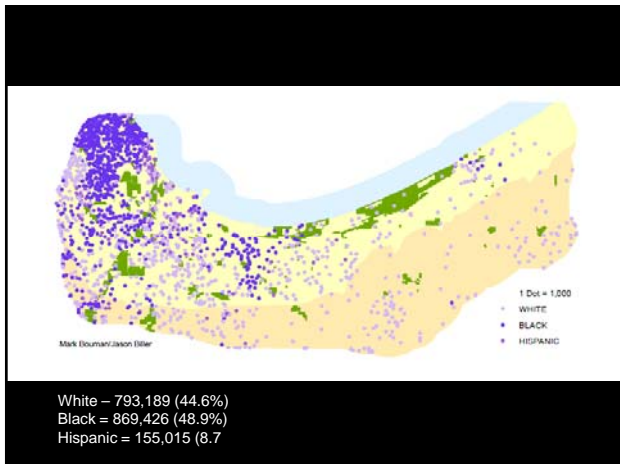 1 Dot = 1,000
WHITE
BLACK
HISPANIC
Mark Bouman/Jason Biller
White – 793,189 (44.6%)
Black = 869,426 (48.9%)
Hispanic = 155,015 (8.7